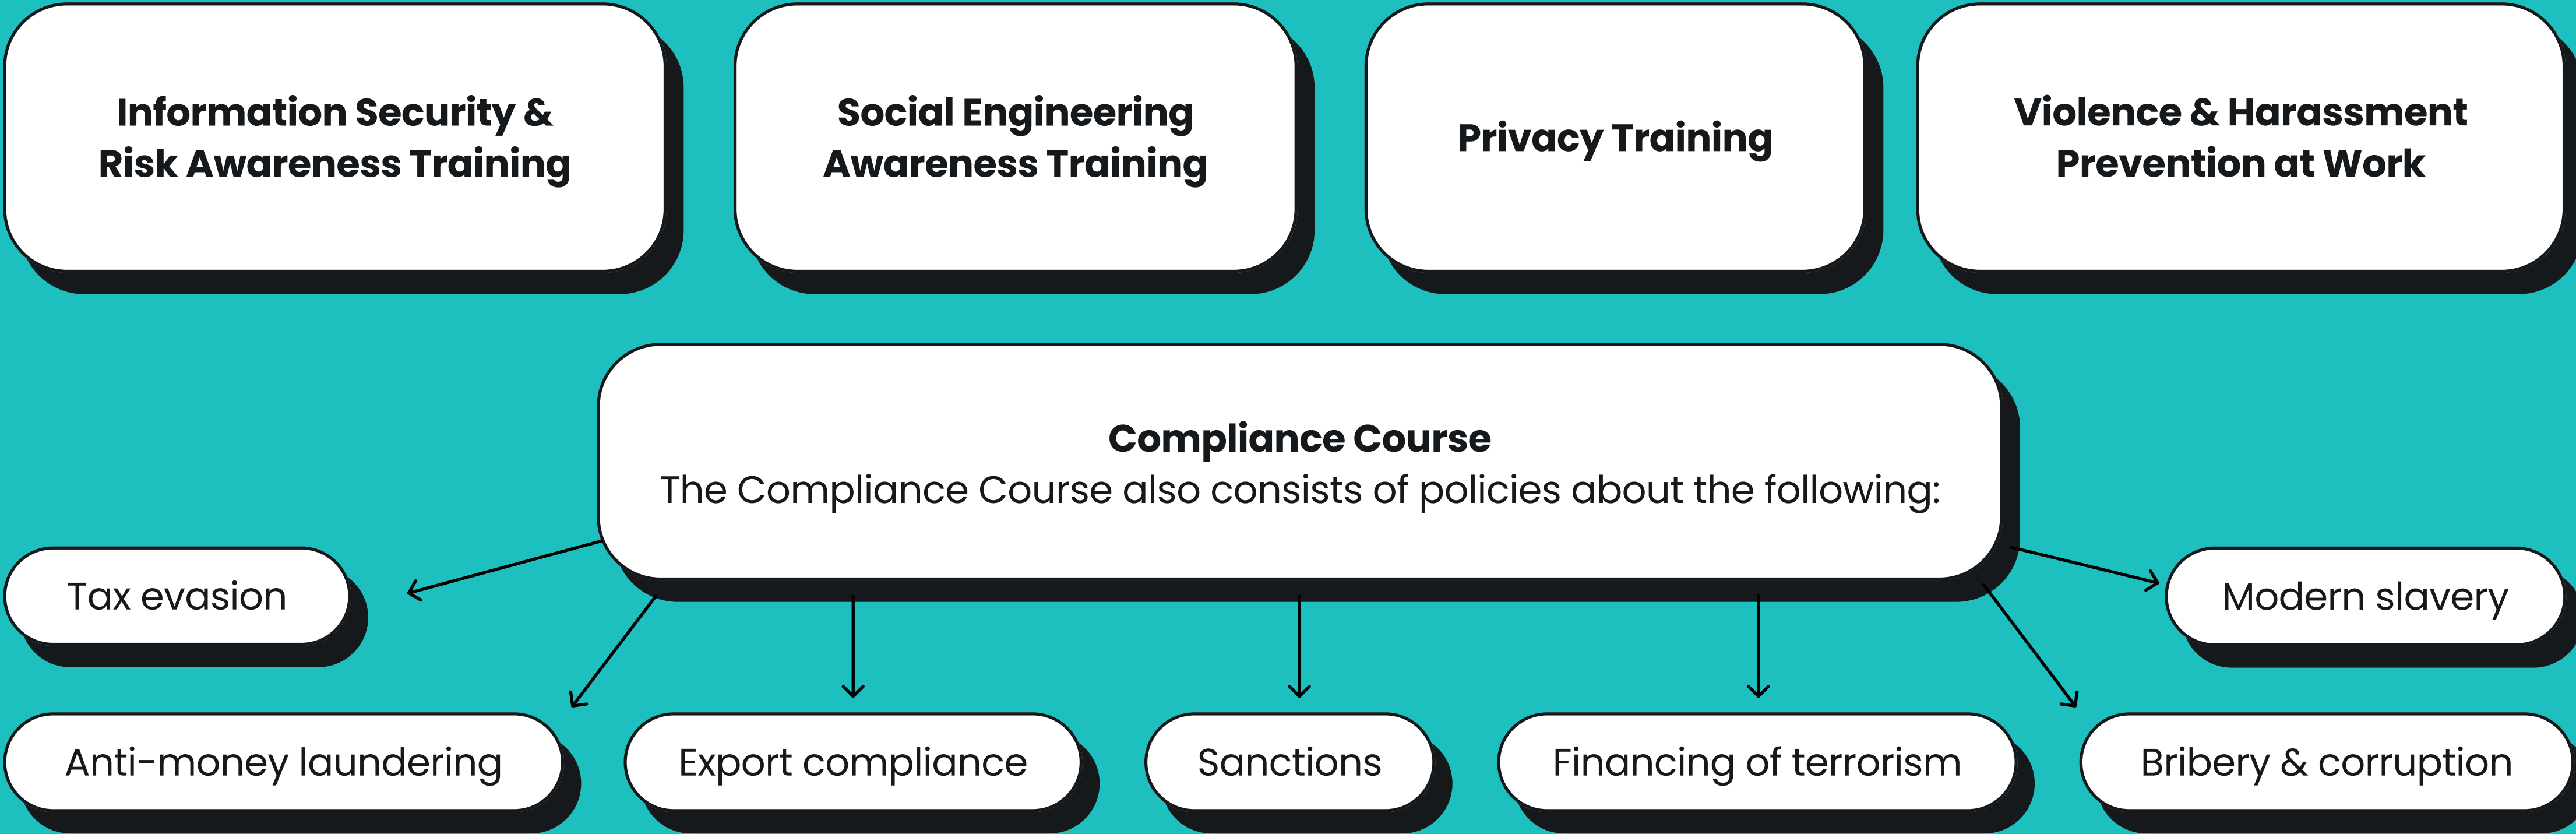 Information Security &
Risk Awareness Training
Social Engineering
Awareness Training
Privacy Training
Violence & Harassment
Prevention at Work
Compliance Course
The Compliance Course also consists of policies about the following:
Tax evasion
Modern slavery
Anti-money laundering
Export compliance
Sanctions
Financing of terrorism
Bribery & corruption